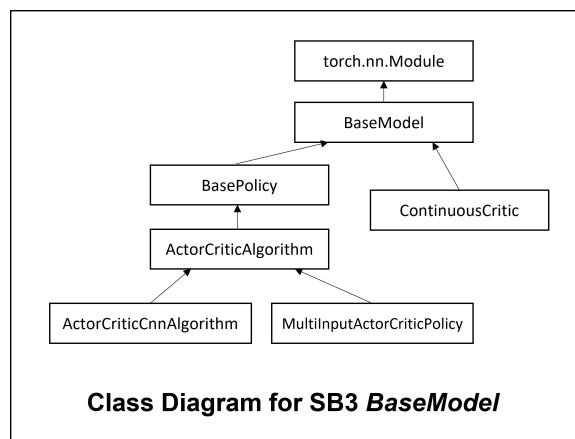 torch.nn.Module
BaseModel
BasePolicy
ContinuousCritic
ActorCriticAlgorithm
ActorCriticCnnAlgorithm
MultiInputActorCriticPolicy
Class Diagram for SB3 BaseModel